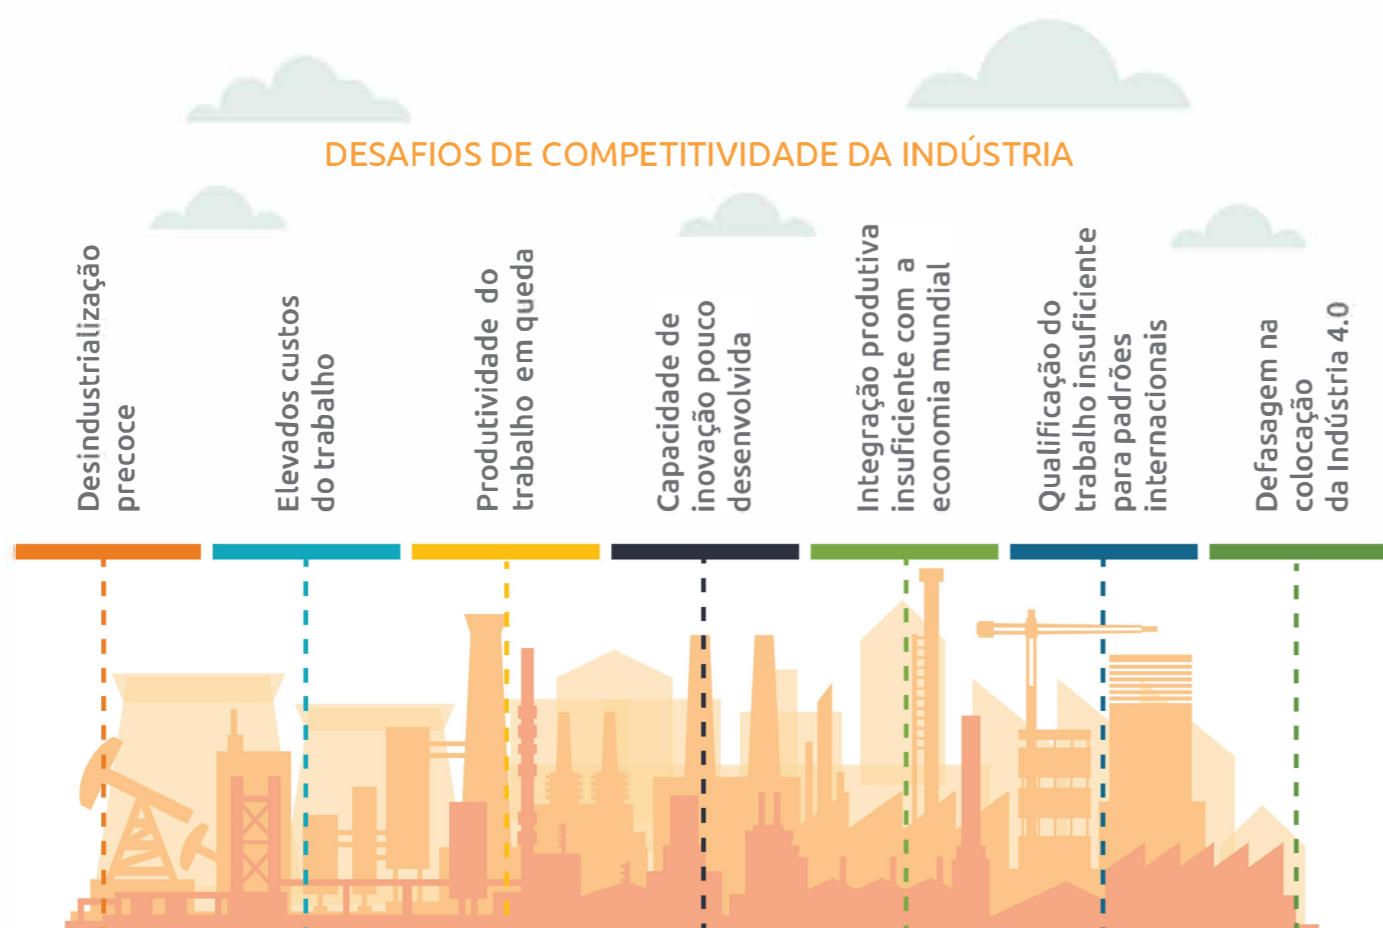 DESAFIOS DE COMPETITIVIDADE DA INDÚSTRIA
Desindustrialização
precoce
Elevados custos
do trabalho
Produtividade do
trabalho em queda
Capacidade de
inovação pouco
desenvolvida
Integração produtiva
insuficiente com a
economia mundial
Qualificação do
trabalho insuficiente
para padrões
internacionais
Defasagem na
colocação
da Indústria 4.0